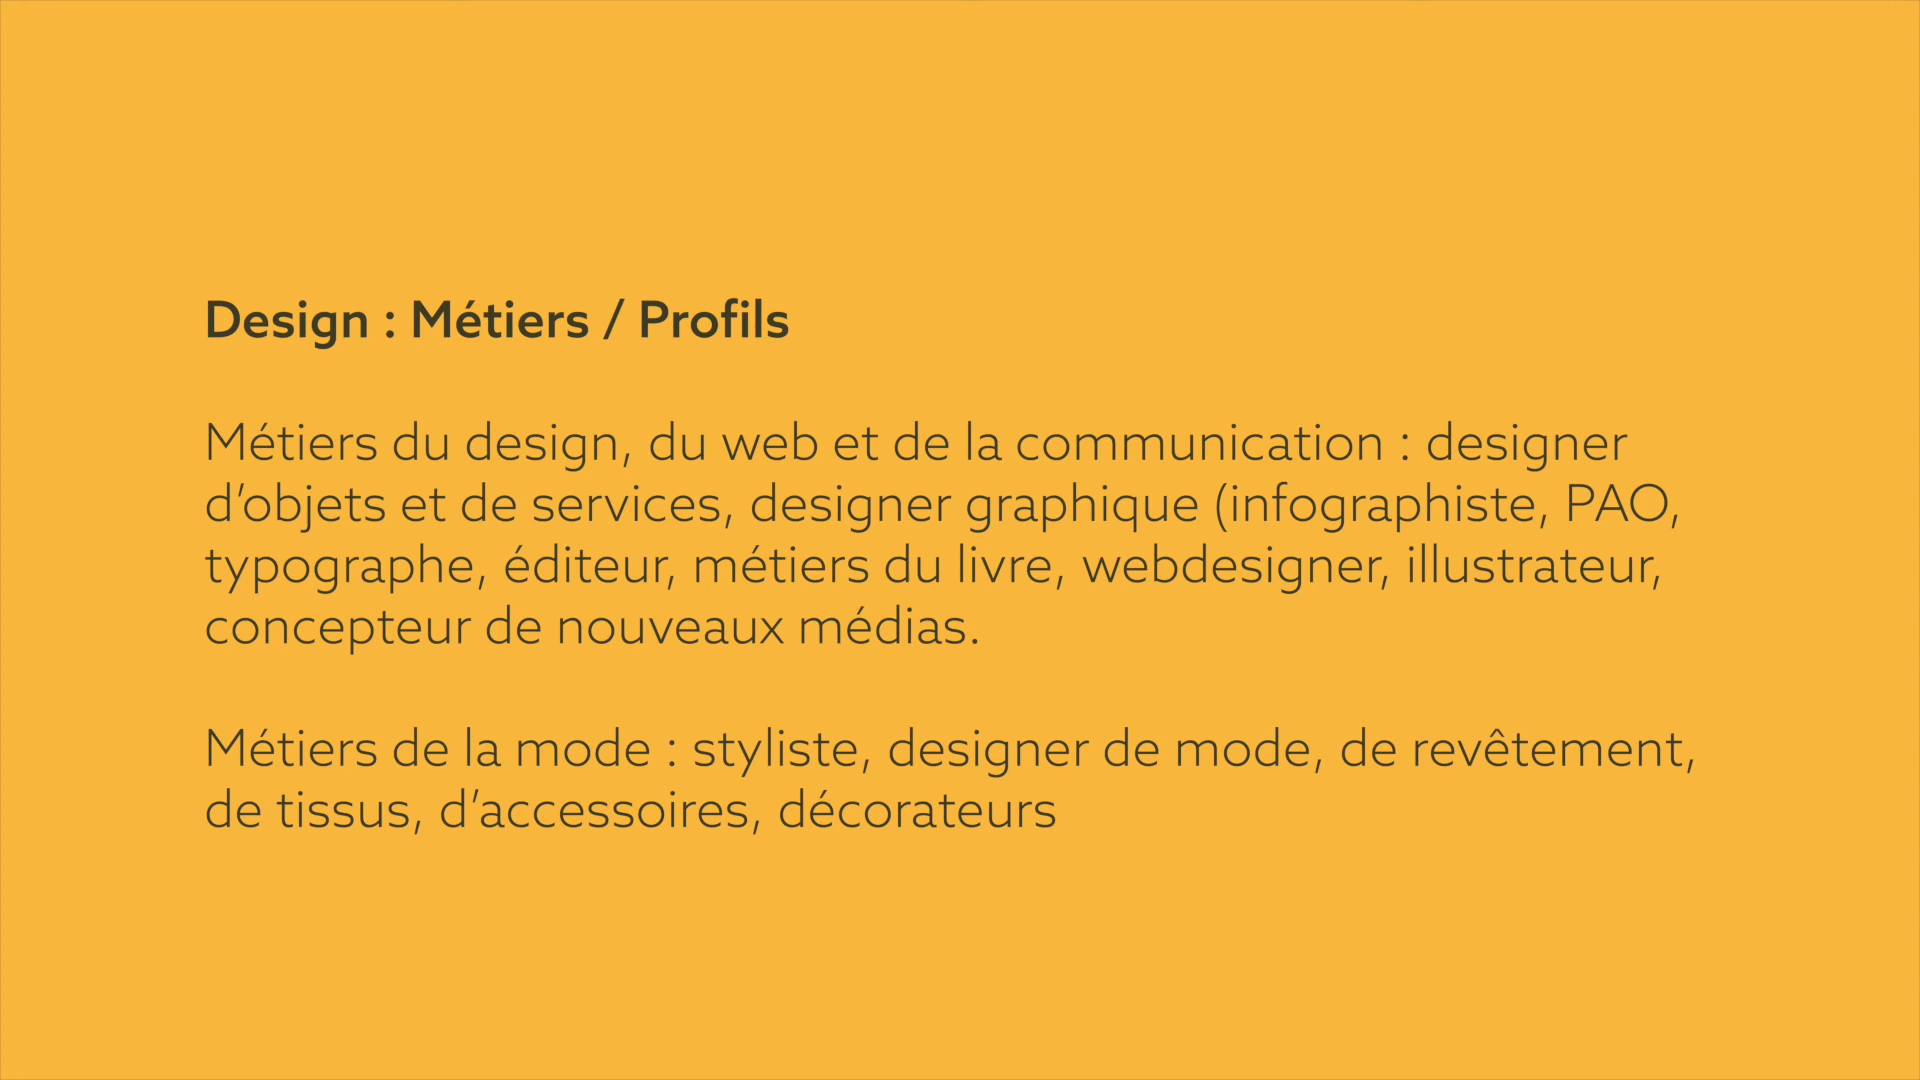 Design : Métiers / Profils
Métiers du design, du web et de la communication : designer
d’objets et de services, designer graphique (infographiste, PAO,
typographe, éditeur, métiers du livre, webdesigner, illustrateur,
concepteur de nouveaux médias.
Métiers de la mode : styliste, designer de mode, de revêtement,
de tissus, d’accessoires, décorateurs